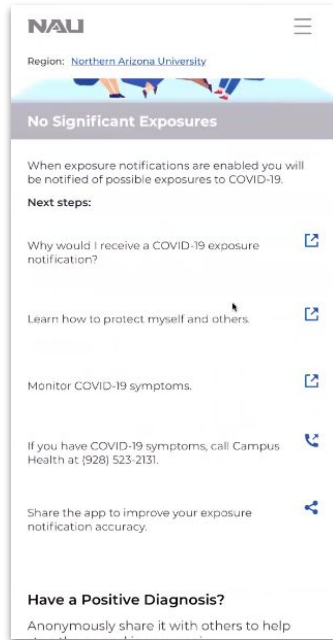 NAU
Region: Northern Arizona University
No Significant Exposures
When exposure notifications are enabled you will
be notified of possible exposures to COVID-19.
Next steps:
Why would I receive a COVID-19 exposure
notification?
Learn how to protect myself and others.
Monitor COVID-19 symptoms.
If you have COVID-19 symptoms, call Campus
Health at (928) 523-2131.
Share the app to improve your exposure
notification accuracy.
Have a Positive Diagnosis?
Anonymously share it with others to help